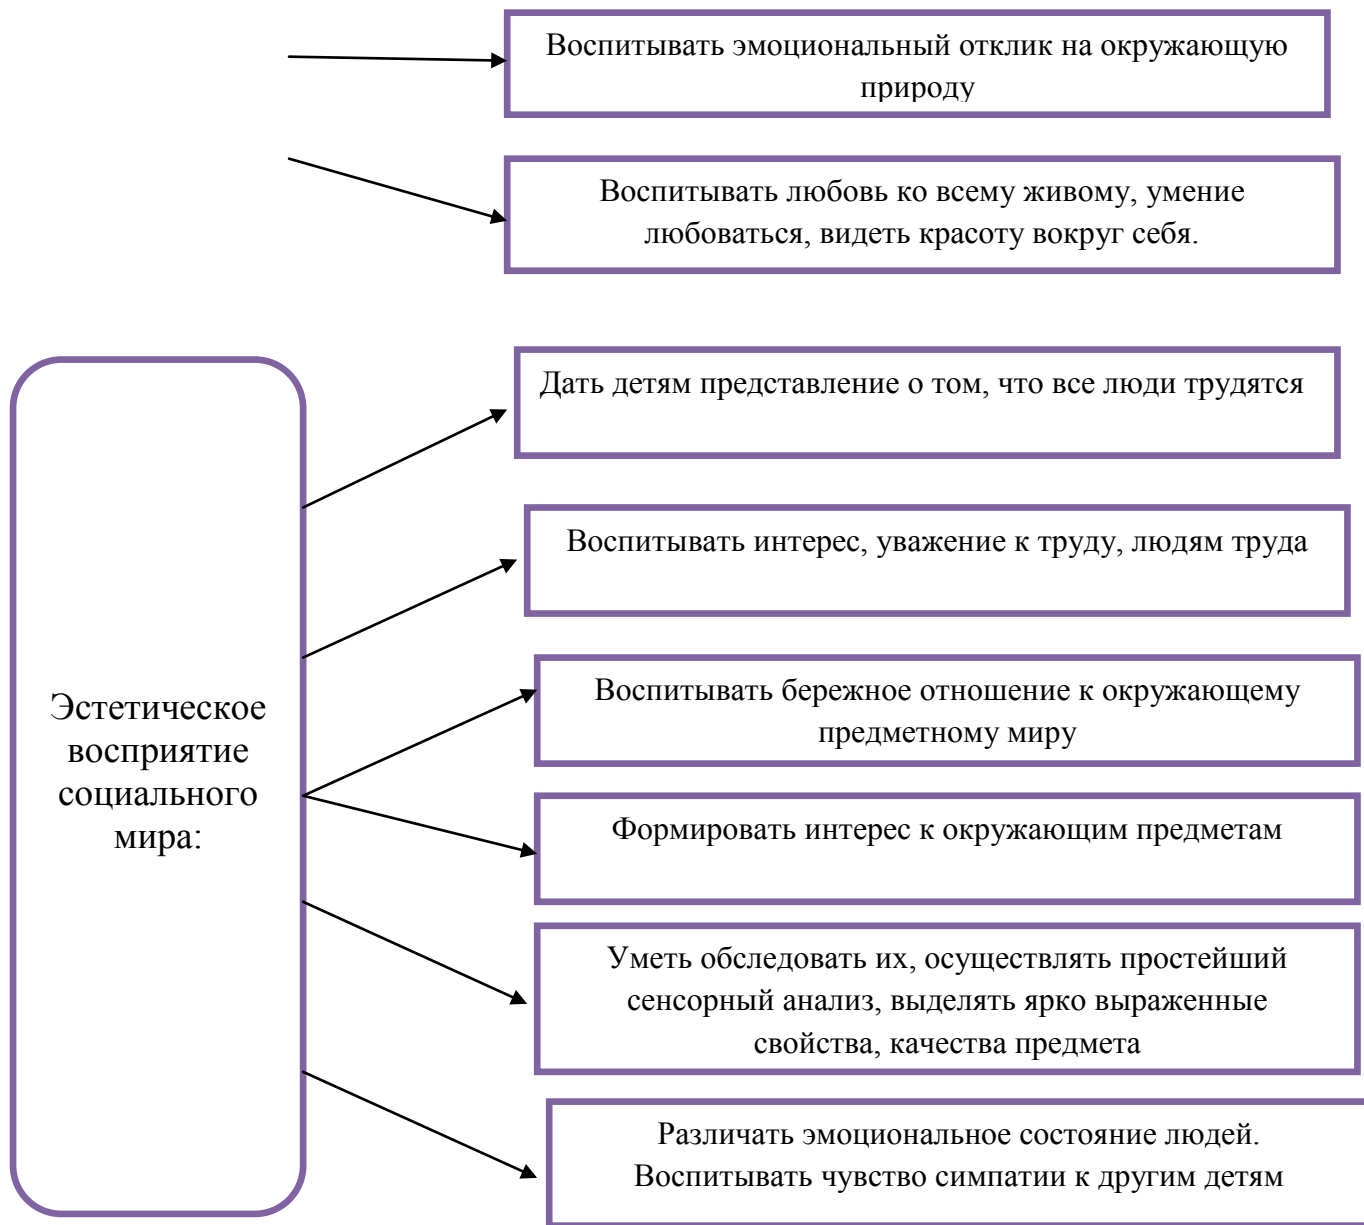 Воспитывать эмоциональный отклик на окружающую
природу
Воспитывать любовь ко всему живому, умение
любоваться, видеть красоту вокруг себя.
Эстетическое
восприятие
социального
мира:
Дать детям представление о том, что все люди трудятся
Воспитывать интерес, уважение к труду, людям труда
Воспитывать бережное отношение к окружающему
предметному миру
Формировать интерес к окружающим предметам
Уметь обследовать их, осуществлять простейший
сенсорный анализ, выделять ярко выраженные
свойства, качества предмета
Различать эмоциональное состояние людей.
Воспитывать чувство симпатии к другим детям